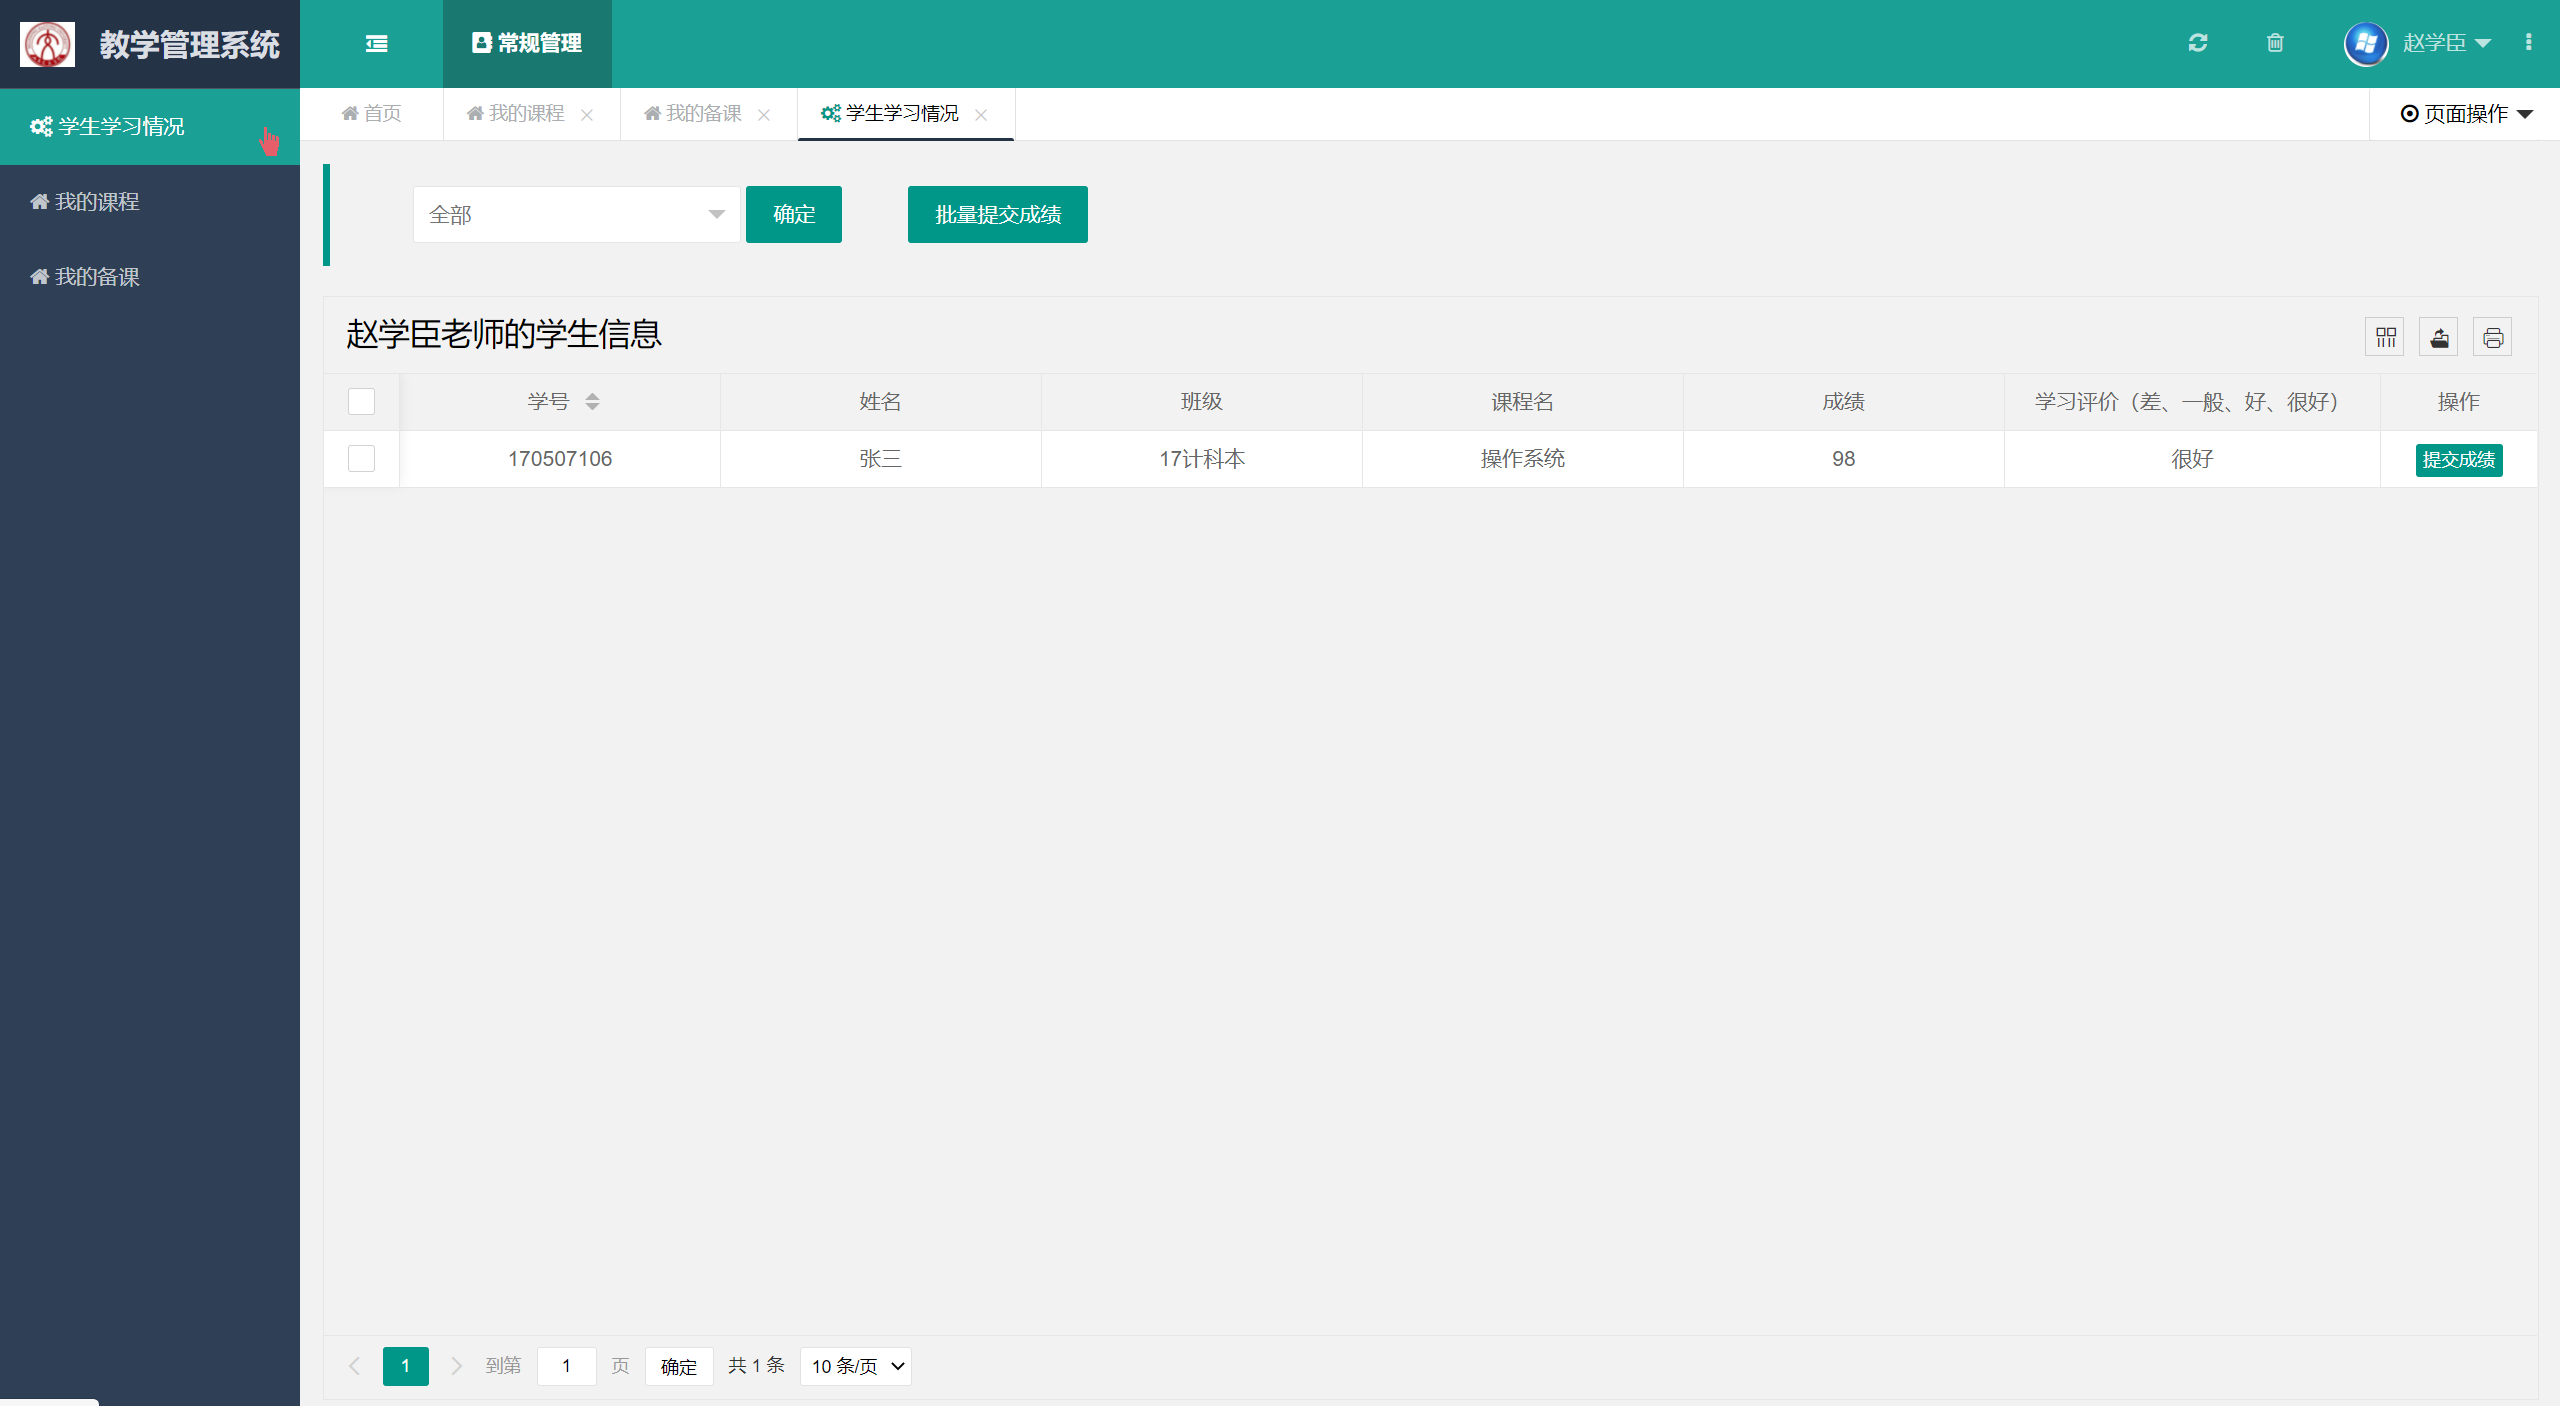 教学管理系统
常规管理
赵学臣
学生学习情况
我的课程
我的备课
首页
我的课程
我的备课
学生学习情况
页面操作
全部
确定
批量提交成绩
赵学臣老师的学生信息
学号 姓名 班级 课程名 成绩 学习评价（差、一般、好、很好） 操作
170507106 张三 17计科本 操作系统 98 很好 提交成绩
1 到第 1 页 确定 共 1 条 10 条/页